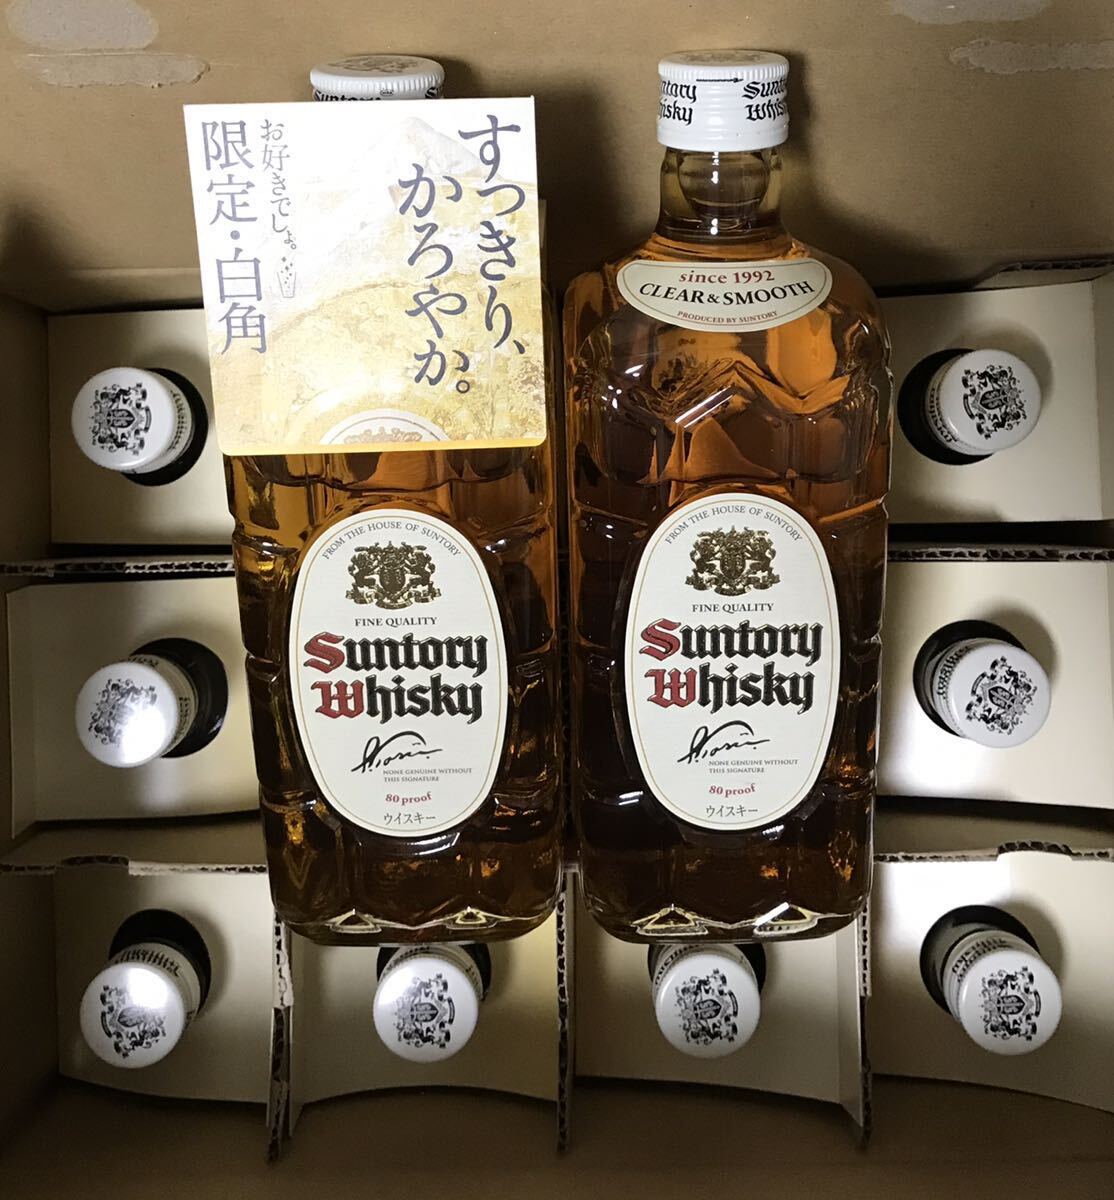 すっきり、
かろやか。
お好きでしょ。
限定・白角
Suntory
FROM THE HOUSE OF SUNTORY
FINE QUALITY
Suntory
Whisky
NONE GENUINE WITHOUT
THIS SIGNATURE
80 proof
ウイスキー
Suntory
Whisky
since 1992
CLEAR & SMOOTH
PRODUCED BY SUNTORY
FROM THE HOUSE OF SUNTORY
FINE QUALITY
Suntory
Whisky
NONE GENUINE WITHOUT
THIS SIGNATURE
80 proof
ウイスキー